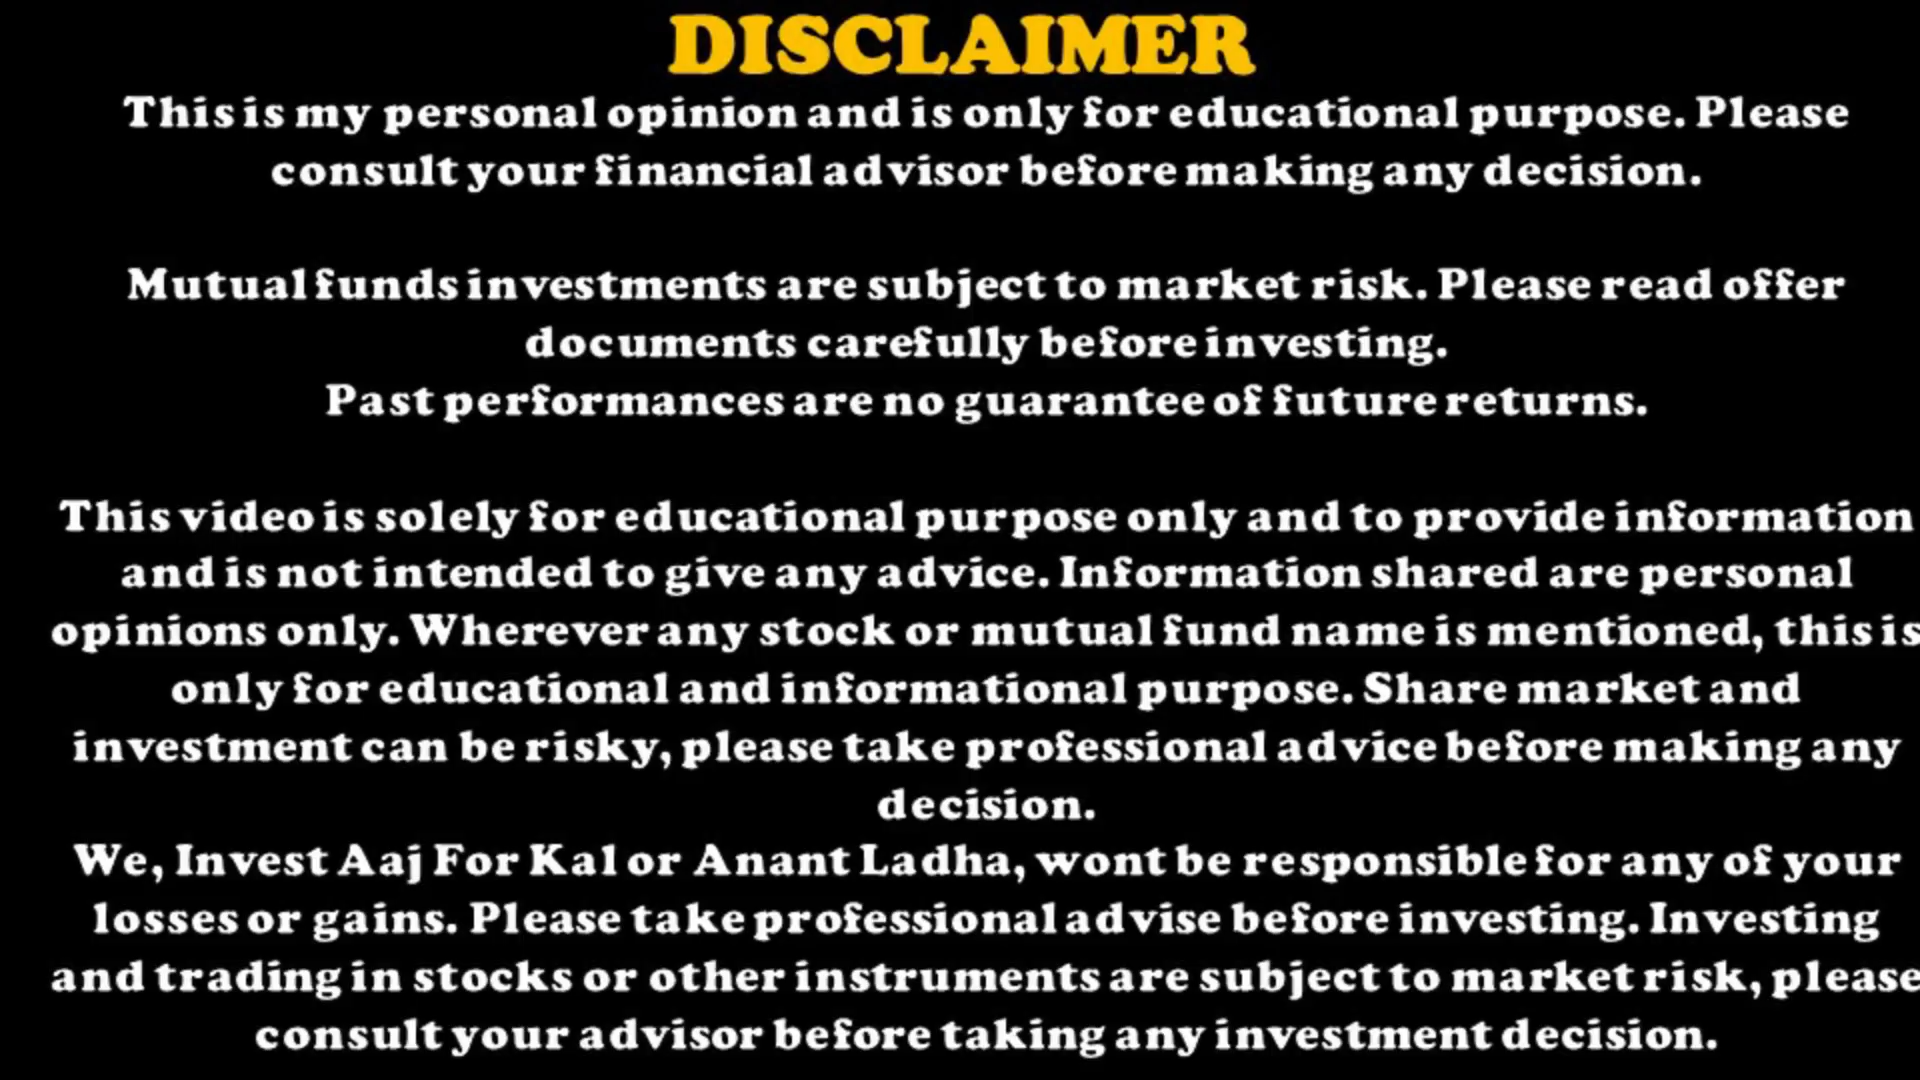 DISCLAIMER
This is my personal opinion and is only for educational purpose. Please
consult your financial advisor before making any decision.
Mutual funds investments are subject to market risk. Please read offer
documents carefully before investing.
Past performances are no guarantee of future returns.
This video is solely for educational purpose only and to provide information
and is not intended to give any advice. Information shared are personal
opinions only. Wherever any stock or mutual fund name is mentioned, this is
only for educational and informational purpose. Share market and
investment can be risky, please take professional advice before making any
decision.
We, Invest Aaj For Kal or Anant Ladha, wont be responsible for any of your
losses or gains. Please take professional advise before investing. Investing
and trading in stocks or other instruments are subject to market risk, please
consult your advisor before taking any investment decision.